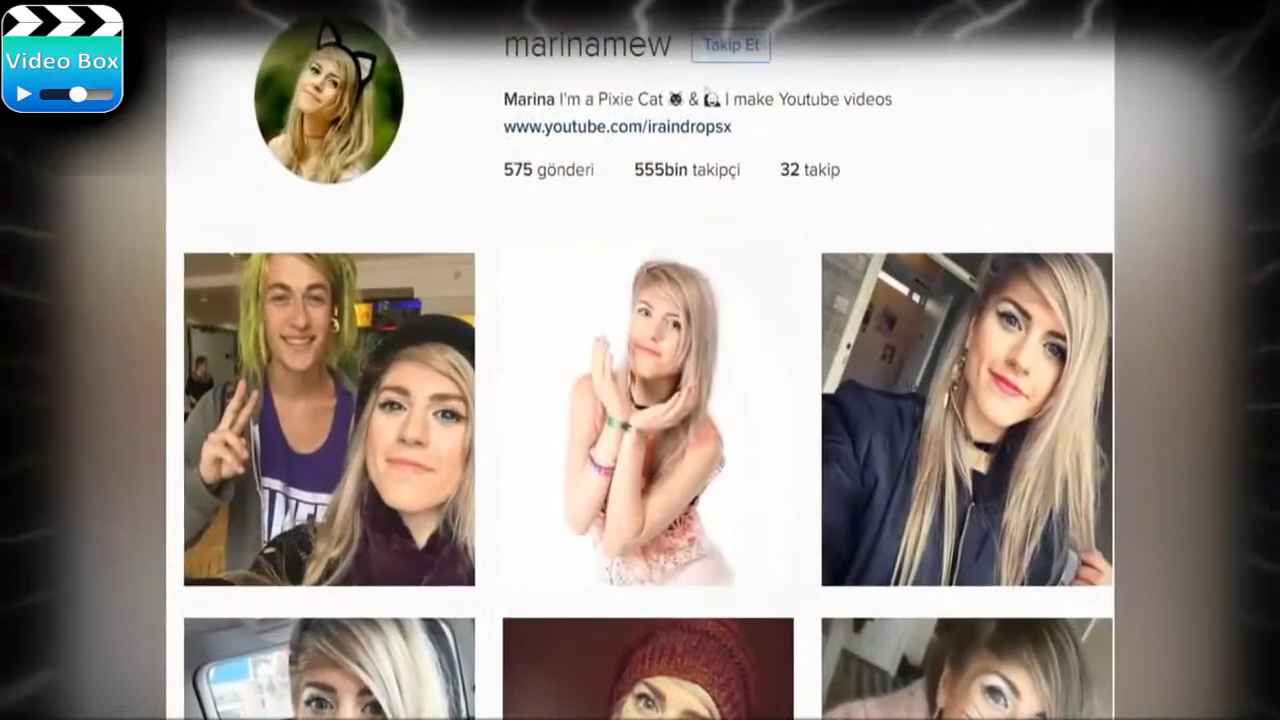 Video Box
marinamew Takip Et
Marina I'm a Pixie Cat & I make Youtube videos
www.youtube.com/iraindropsx
575 gönderi 555bin takipçi 32 takip